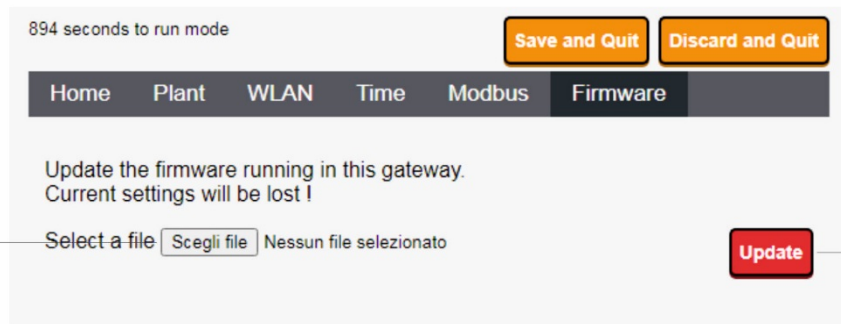 894 seconds to run mode
Save and Quit
Discard and Quit
Home Plant WLAN Time Modbus Firmware
Update the firmware running in this gateway.
Current settings will be lost !
Select a file Scegli file Nessun file selezionato
Update